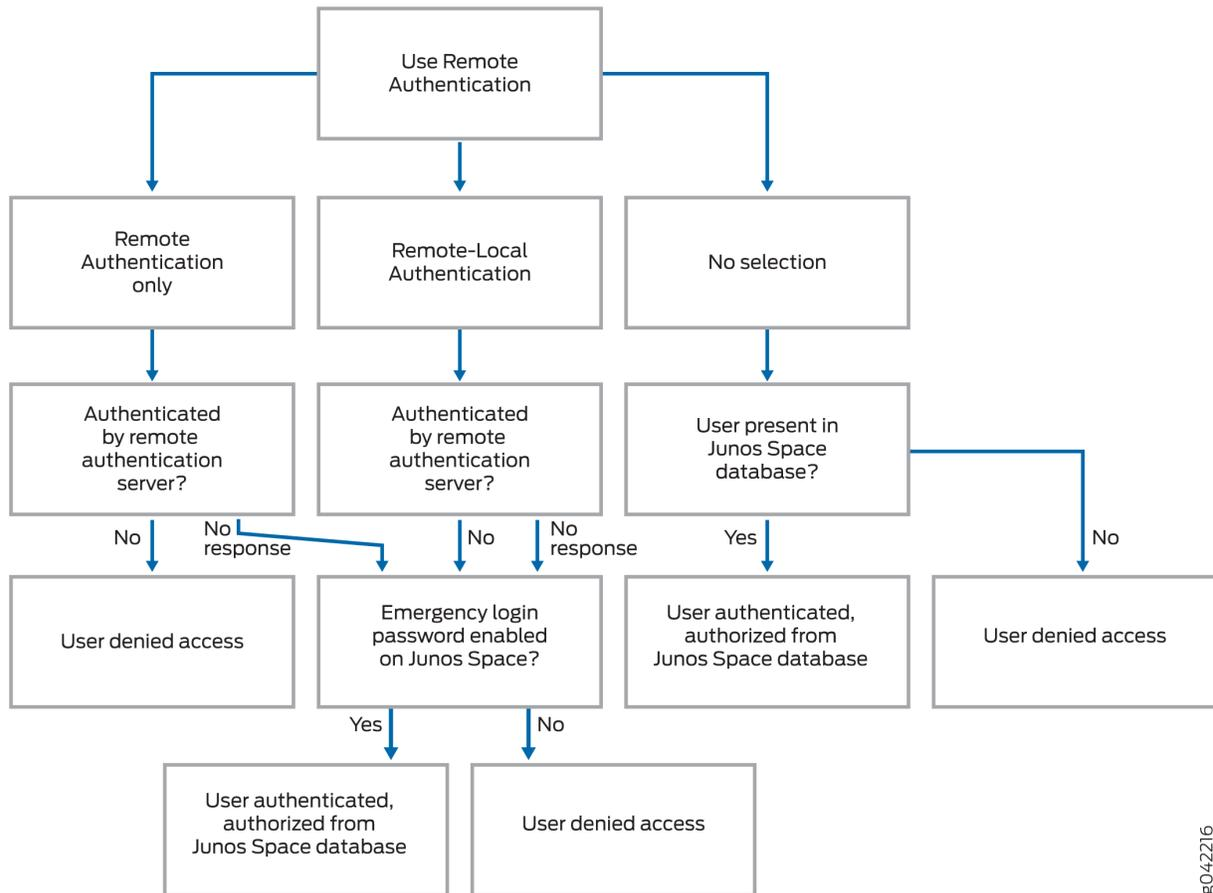 Use Remote
Authentication
Remote
Authentication
only
Remote-Local
Authentication
No selection
Authenticated
by remote
authentication
server?
Authenticated
by remote
authentication
server?
User present in
Junos Space
database?
No
No
response
No
No
response
Yes
No
User denied access
Emergency login
password enabled
on Junos Space?
User authenticated,
authorized from
Junos Space database
User denied access
Yes
No
User authenticated,
authorized from
Junos Space database
User denied access
g042216